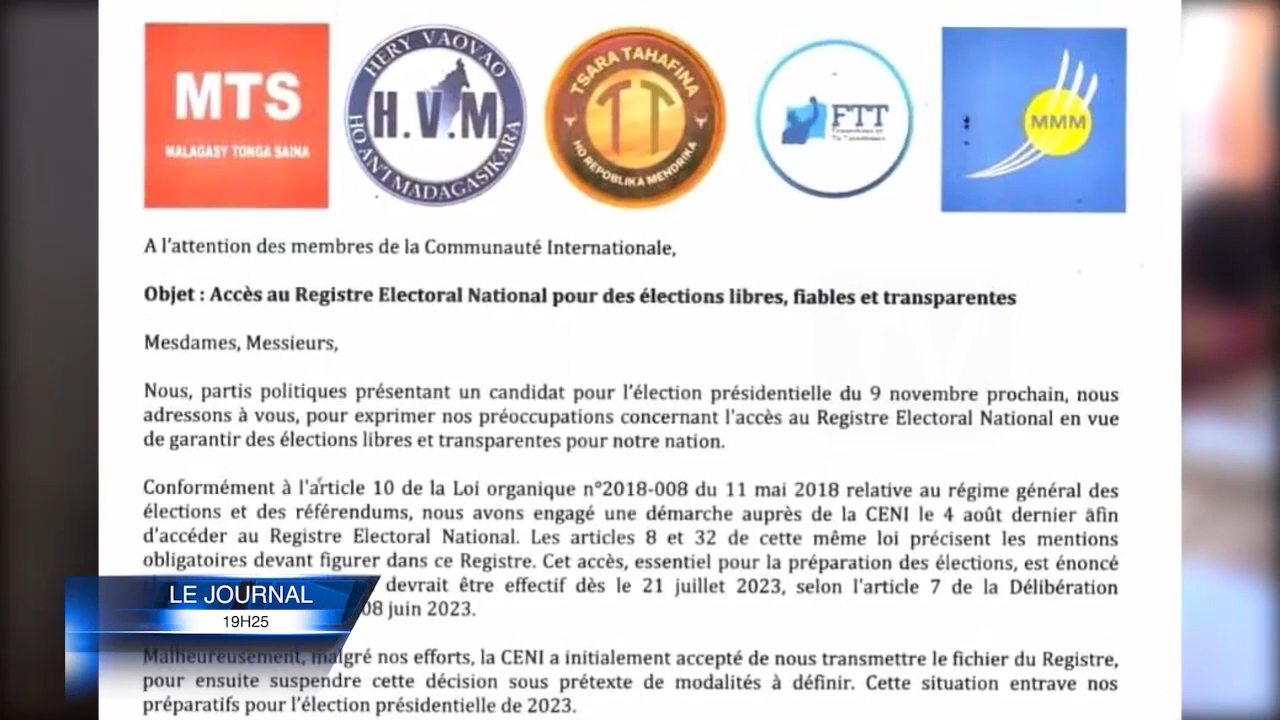 MTS
MALAGASY TONGA SAINA
HERY VAOVAO
H.V.M
HO AN'I MADAGASIKARA
TSARA TAHAFINA
TT
HO REPOBLIKA MENDRIKA
FTT
MMM
A l'attention des membres de la Communauté Internationale,
Objet : Accès au Registre Electoral National pour des élections libres, fiables et transparentes
Mesdames, Messieurs,
Nous, partis politiques présentant un candidat pour l'élection présidentielle du 9 novembre prochain, nous
adressons à vous, pour exprimer nos préoccupations concernant l'accès au Registre Electoral National en vue
de garantir des élections libres et transparentes pour notre nation.
Conformément à l'article 10 de la Loi organique n°2018-008 du 11 mai 2018 relative au régime général des
élections et des référendums, nous avons engagé une démarche auprès de la CENI le 4 août dernier afin
d'accéder au Registre Electoral National. Les articles 8 et 32 de cette même loi précisent les mentions
obligatoires devant figurer dans ce Registre. Cet accès, essentiel pour la préparation des élections, est énoncé
devrait être effectif dès le 21 juillet 2023, selon l'article 7 de la Délibération
08 juin 2023.
LE JOURNAL
19H25
Malheureusement, malgré nos efforts, la CENI a initialement accepté de nous transmettre le fichier du Registre,
pour ensuite suspendre cette décision sous prétexte de modalités à définir. Cette situation entrave nos
préparatifs pour l'élection présidentielle de 2023.